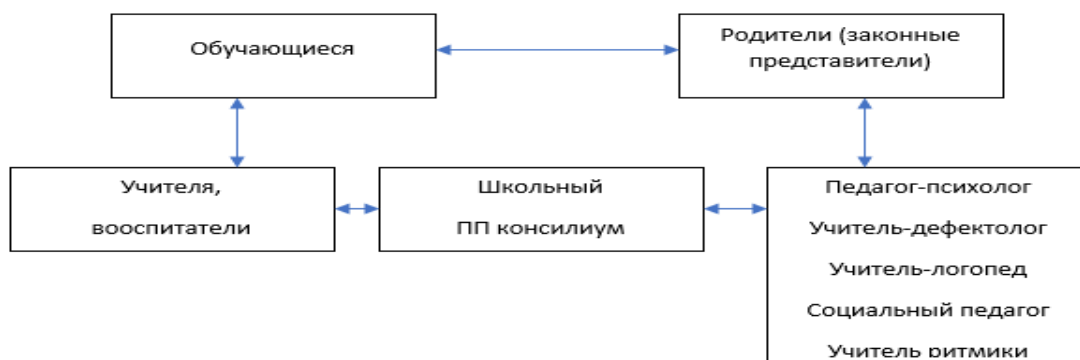 Обучающиеся
Родители (законные
представители)
Учителя,
вооспитатели
Школьный
ПП консилиум
Педагог-психолог
Учитель-дефектолог
Учитель-логопед
Социальный педагог
Учитель ритмики